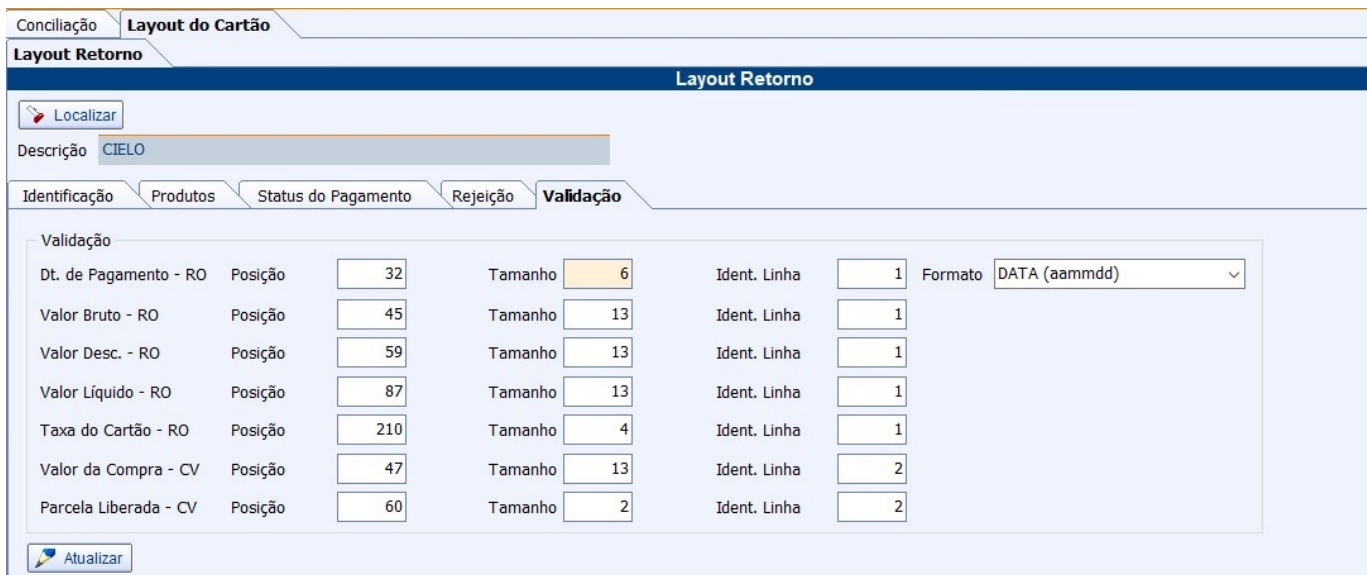 Conciliação Layout do Cartão
Layout Retorno
Layout Retorno
Localizar
Descrição CIELO
Identificação Produtos Status do Pagamento Rejeição Validação
Validação
Dt. de Pagamento - RO Posição 32 Tamanho 6 Ident. Linha 1 Formato DATA (aammdd)
Valor Bruto - RO Posição 45 Tamanho 13 Ident. Linha 1
Valor Desc. - RO Posição 59 Tamanho 13 Ident. Linha 1
Valor Líquido - RO Posição 87 Tamanho 13 Ident. Linha 1
Taxa do Cartão - RO Posição 210 Tamanho 4 Ident. Linha 1
Valor da Compra - CV Posição 47 Tamanho 13 Ident. Linha 2
Parcela Liberada - CV Posição 60 Tamanho 2 Ident. Linha 2
Atualizar